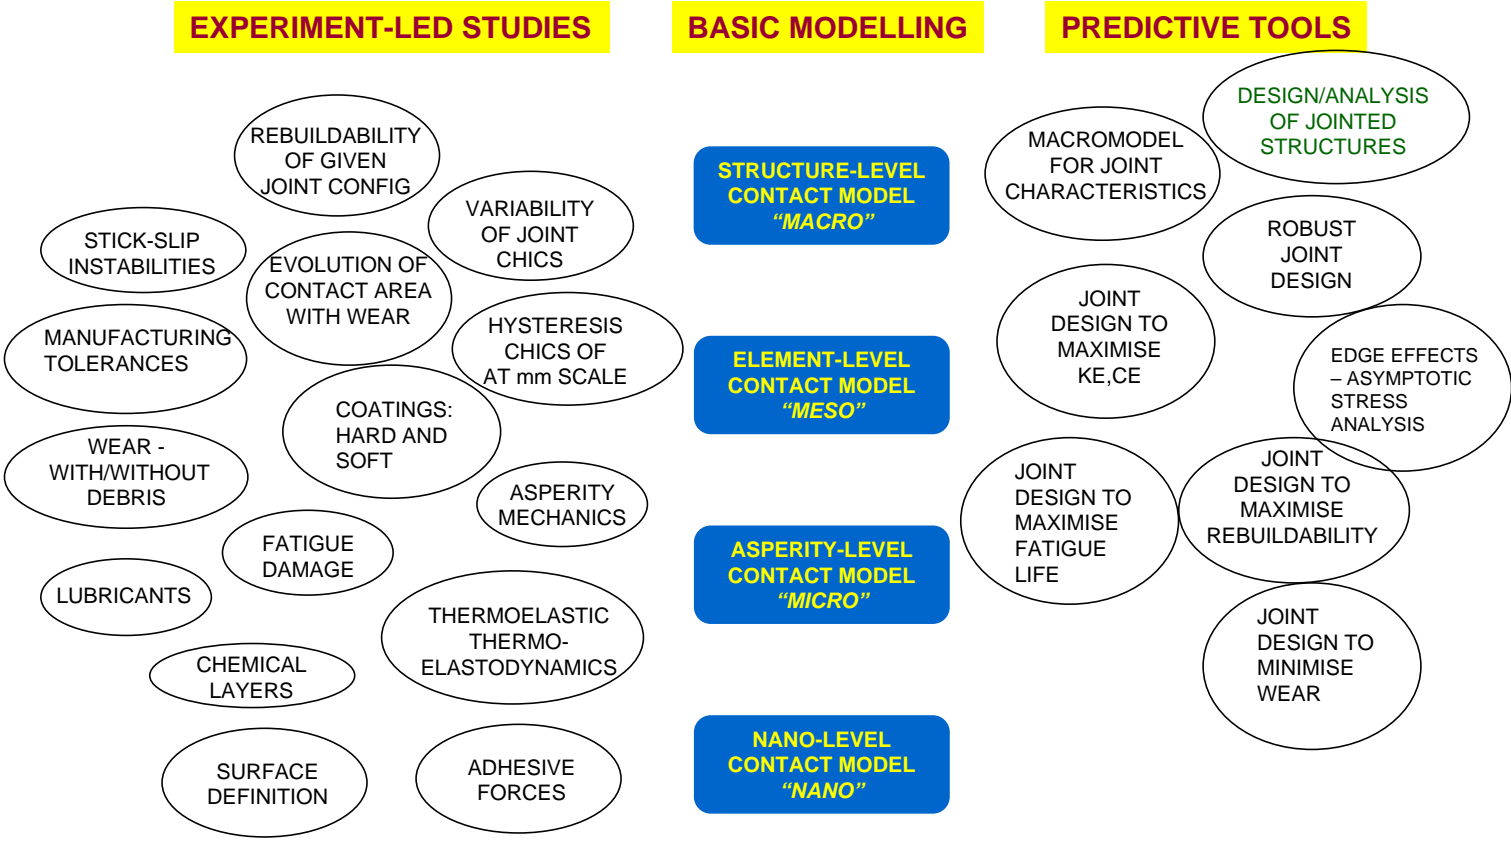 EXPERIMENT-LED STUDIES
BASIC MODELLING
PREDICTIVE TOOLS
REBUILDABILITY
OF GIVEN
JOINT CONFIG
VARIABILITY
OF JOINT
CHICS
STICK-SLIP
INSTABILITIES
EVOLUTION OF
CONTACT AREA
WITH WEAR
MANUFACTURING
TOLERANCES
HYSTERESIS
CHICS OF
AT mm SCALE
COATINGS:
HARD AND
SOFT
WEAR -
WITH/WITHOUT
DEBRIS
ASPERITY
MECHANICS
FATIGUE
DAMAGE
LUBRICANTS
THERMOELASTIC
THERMO-
ELASTODYNAMICS
CHEMICAL
LAYERS
SURFACE
DEFINITION
ADHESIVE
FORCES
STRUCTURE-LEVEL
CONTACT MODEL
“MACRO”
ELEMENT-LEVEL
CONTACT MODEL
“MESO”
ASPERITY-LEVEL
CONTACT MODEL
“MICRO”
NANO-LEVEL
CONTACT MODEL
“NANO”
DESIGN/ANALYSIS
OF JOINTED
STRUCTURES
MACROMODEL
FOR JOINT
CHARACTERISTICS
ROBUST
JOINT
DESIGN
JOINT
DESIGN TO
MAXIMISE
KE,CE
EDGE EFFECTS
– ASYMPTOTIC
STRESS
ANALYSIS
JOINT
DESIGN TO
MAXIMISE
FATIGUE
LIFE
JOINT
DESIGN TO
MAXIMISE
REBUILDABILITY
JOINT
DESIGN TO
MINIMISE
WEAR